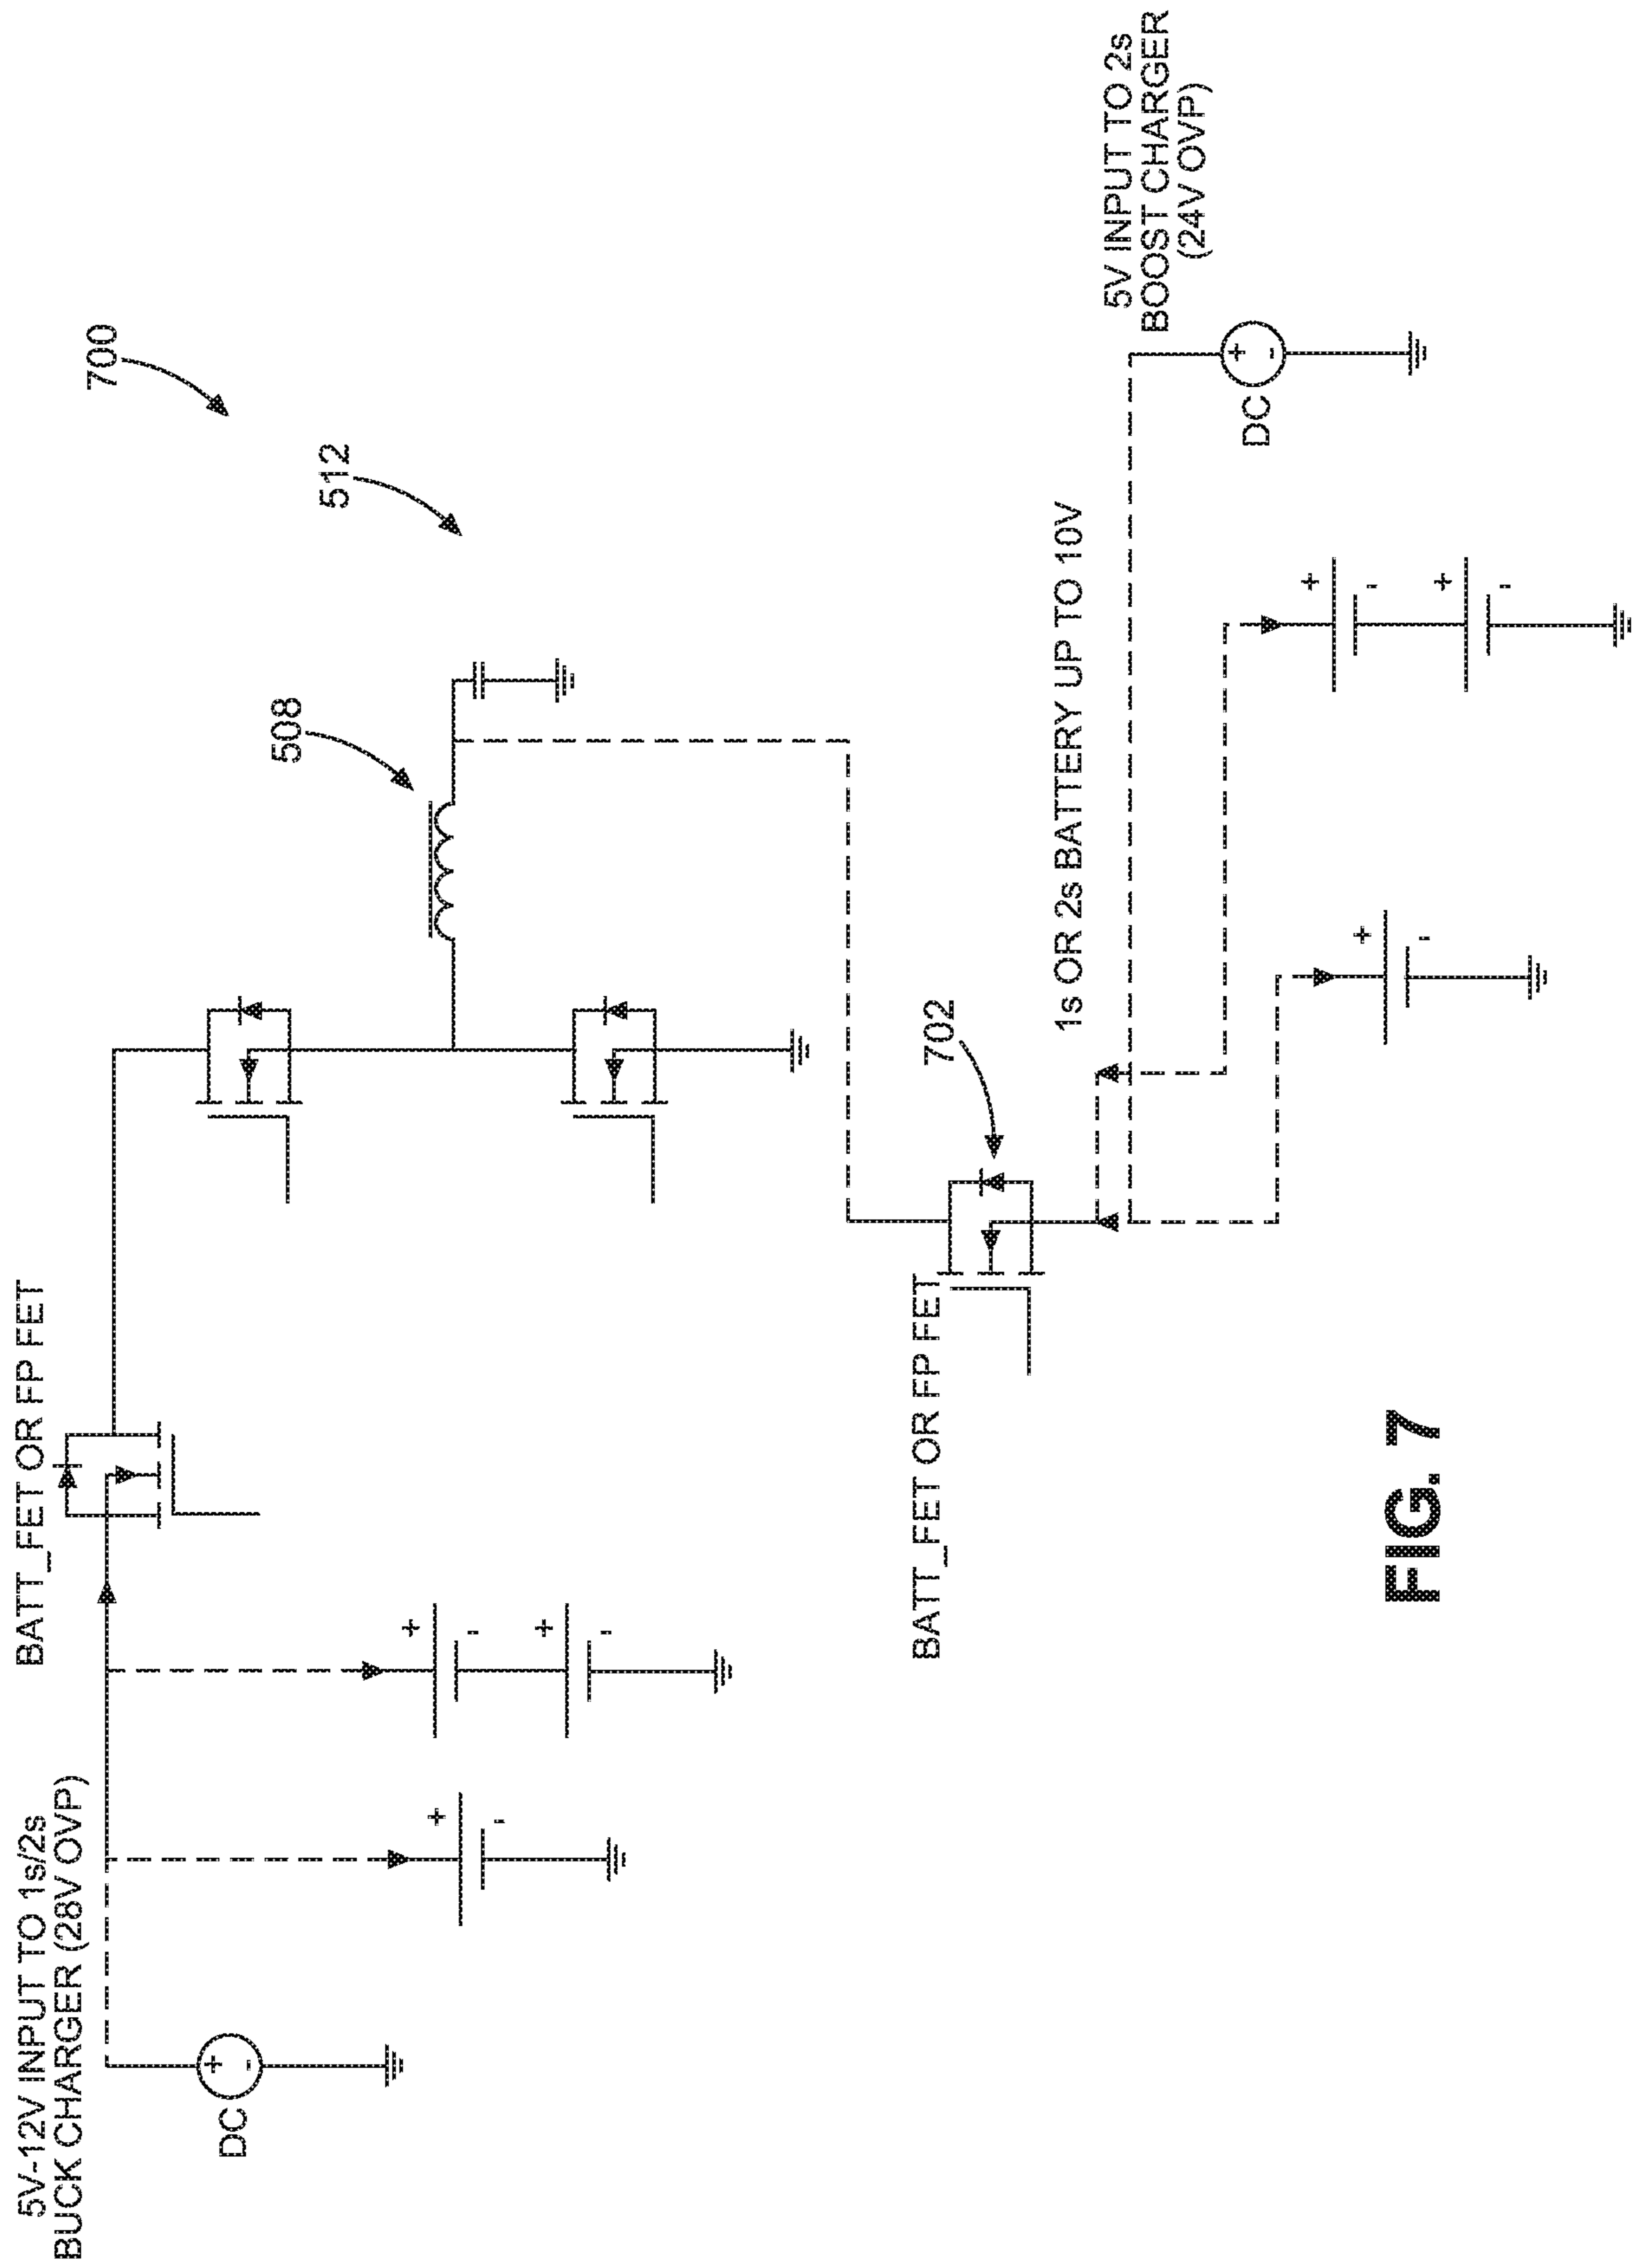 700
512
5V-12V INPUT TO 1s/2s
BUCK CHARGER (28V OVP)
BATT_FET OR FP FET
DC
+
-
+
-
+
-
+
-
508
BATT_FET OR FP FET
702
1s OR 2s BATTERY UP TO 10V
5V INPUT TO 2s
BOOST CHARGER
(24V OVP)
DC
+
-
+
-
+
-
+
-
FIG. 7